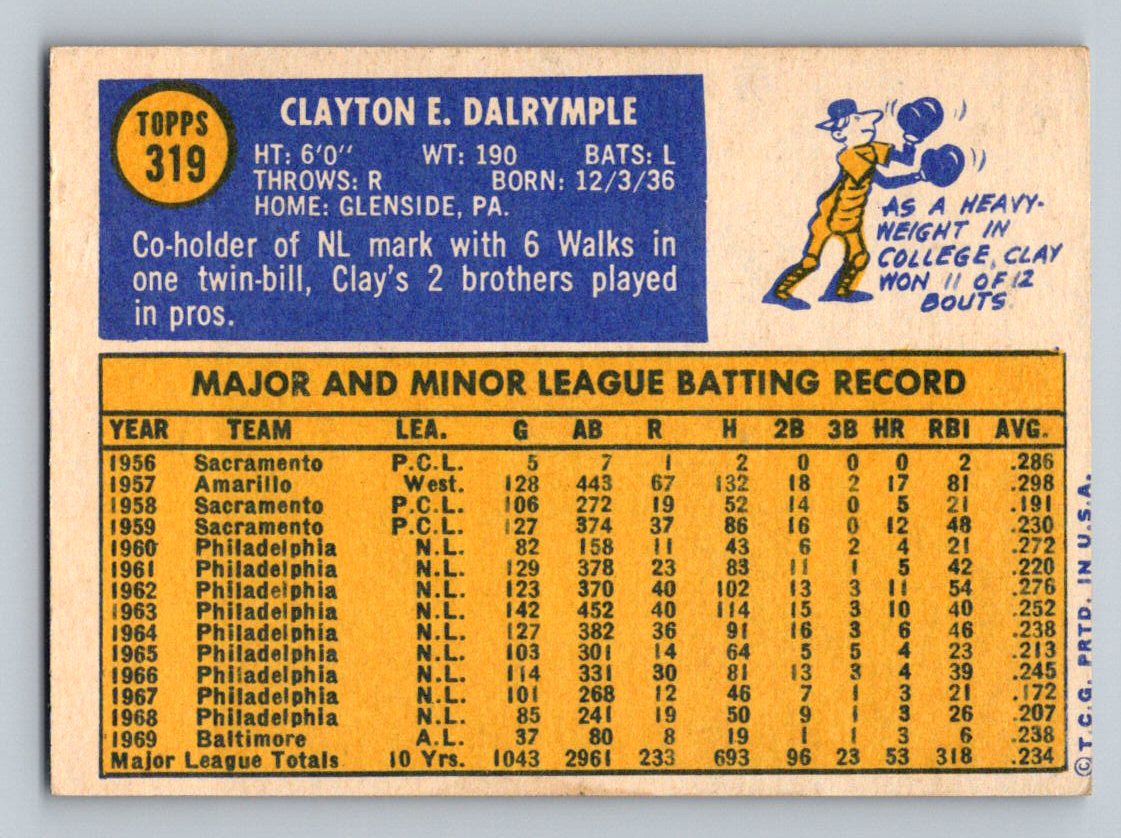 TOPPS
319
CLAYTON E. DALRYMPLE
HT: 6'0" WT: 190 BATS: L
THROWS: R BORN: 12/3/36
HOME: GLENSIDE, PA.
Co-holder of NL mark with 6 Walks in
one twin-bill, Clay's 2 brothers played
in pros.
AS A HEAVY-
WEIGHT IN
COLLEGE, CLAY
WON 11 OF 12
BOUTS.
MAJOR AND MINOR LEAGUE BATTING RECORD
YEAR TEAM LEA. G AB R H 2B 3B HR RBI AVG.
1956 Sacramento P.C.L. 5 7 1 2 0 0 0 2 .286
1957 Amarillo West. 128 443 67 132 18 2 17 81 .298
1958 Sacramento P.C.L. 106 272 19 52 14 0 5 21 .191
1959 Sacramento P.C.L. 127 374 37 86 16 0 12 48 .230
1960 Philadelphia N.L. 82 158 11 43 6 2 4 21 .272
1961 Philadelphia N.L. 129 378 23 83 11 1 5 42 .220
1962 Philadelphia N.L. 123 370 40 102 13 3 11 54 .276
1963 Philadelphia N.L. 142 452 40 114 15 3 10 40 .252
1964 Philadelphia N.L. 127 382 36 91 16 3 6 46 .238
1965 Philadelphia N.L. 103 301 14 64 5 5 4 23 .213
1966 Philadelphia N.L. 114 331 30 81 13 3 4 39 .245
1967 Philadelphia N.L. 101 268 12 46 7 1 3 21 .172
1968 Philadelphia N.L. 85 241 19 50 9 1 3 26 .207
1969 Baltimore A.L. 37 80 8 19 1 1 3 6 .238
Major League Totals 10 Yrs. 1043 2961 233 693 96 23 53 318 .234
©T.C.G. PRTD. IN U.S.A.